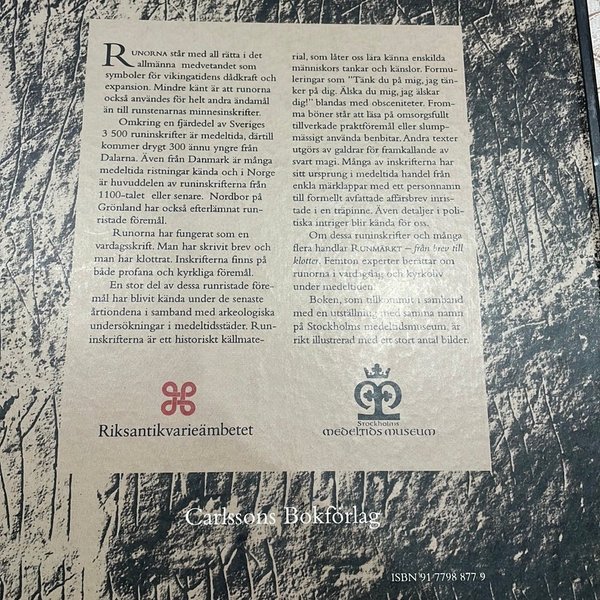 RUNORNA står med all rätta i det
allmänna medvetandet som
symboler för vikingatidens dådkraft och
expansion. Mindre känt är att runorna
också användes för helt andra ändamål
än till runstenarnas minnesinskrifter.
Omkring en fjärdedel av Sveriges
3 500 runinskrifter är medeltida, därtill
kommer drygt 300 ännu yngre från
Dalarna. Även från Danmark är många
medeltida ristningar kända och i Norge
är huvuddelen av runinskrifterna från
1100-talet eller senare. Nordbor på
Grönland har också efterlämnat run-
ristade föremål.
Runorna har fungerat som en
vardagsskrift. Man har skrivit brev och
man har klottrat. Inskrifterna finns på
både profana och kyrkliga föremål.
En stor del av dessa runristade före-
mål har blivit kända under de senaste
årtiondena i samband med arkeologiska
undersökningar i medeltidsstäder. Run-
inskrifterna är ett historiskt källmate-
rial, som låter oss lära känna enskilda
människors tankar och känslor. Formu-
leringar som "Tänk du på mig, jag tän-
ker på dig. Älska du mig, jag älskar
dig!" blandas med obsceniteter. From-
ma böner står att läsa på omsorgsfullt
tillverkade praktföremål eller slump-
mässigt använda benbitar. Andra texter
utgörs av galdrar för framkallande av
svart magi. Många av inskrifterna har
sitt ursprung i medeltida handel från
enkla märklappar med ett personnamn
till formellt avfattade affärsbrev inris-
tade i en träpinne. Även detaljer i poli-
tiska intriger blir kända för oss.
Om dessa runinskrifter och många
flera handlar RUNMÄRKT – från brev till
klotter. Femton experter berättar om
runorna i vardagslag och kyrkoliv
under medeltiden.
Boken, som tillkommit i samband
med en utställning med samma namn
på Stockholms medeltidsmuseum, är
rikt illustrerad med ett stort antal bilder.
Riksantikvarieämbetet
Stockholms
MEDELTIDS MUSEUM
Carlssons Bokförlag
ISBN 91 7798 877 9